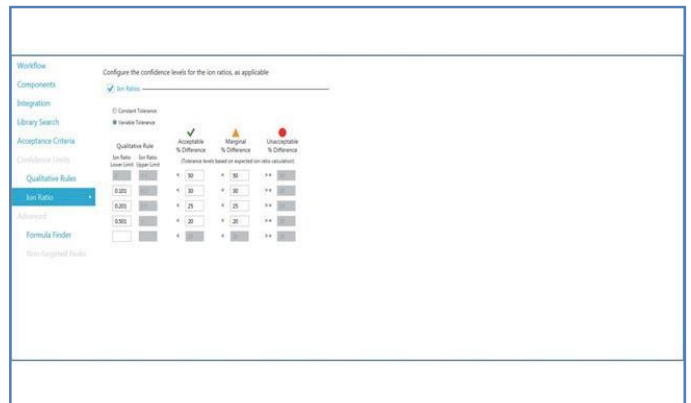 Workflow
Components
Integration
Library Search
Acceptance Criteria
Confidence Limits
Qualitative Rules
Ion Ratio
Advanced
Formula Finder
Non-targeted Peaks
Configure the confidence levels for the ion ratios, as applicable
Ion Ratios
Constant Tolerance
Variable Tolerance
Qualitative Rule
Acceptable % Difference
Marginal % Difference
Unacceptable % Difference
Ion Ratio Lower Limit
Ion Ratio Upper Limit
(Tolerance levels based on expected ion ratio calculation)
< 50 < 50 >=
0.101 < 30 < 30 >=
0.201 < 25 < 25 >=
0.501 < 20 < 20 >=
< < >=